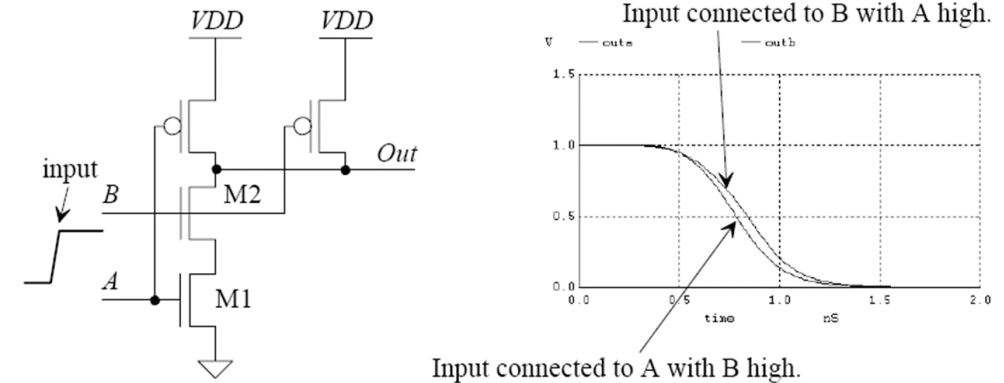 VDD VDD
Input connected to B with A high.
V outa outb
1.5
1.0
0.5
0.0
0.0 0.5 1.0 1.5 2.0
time nS
input
B
A
M2
M1
Out
Input connected to A with B high.